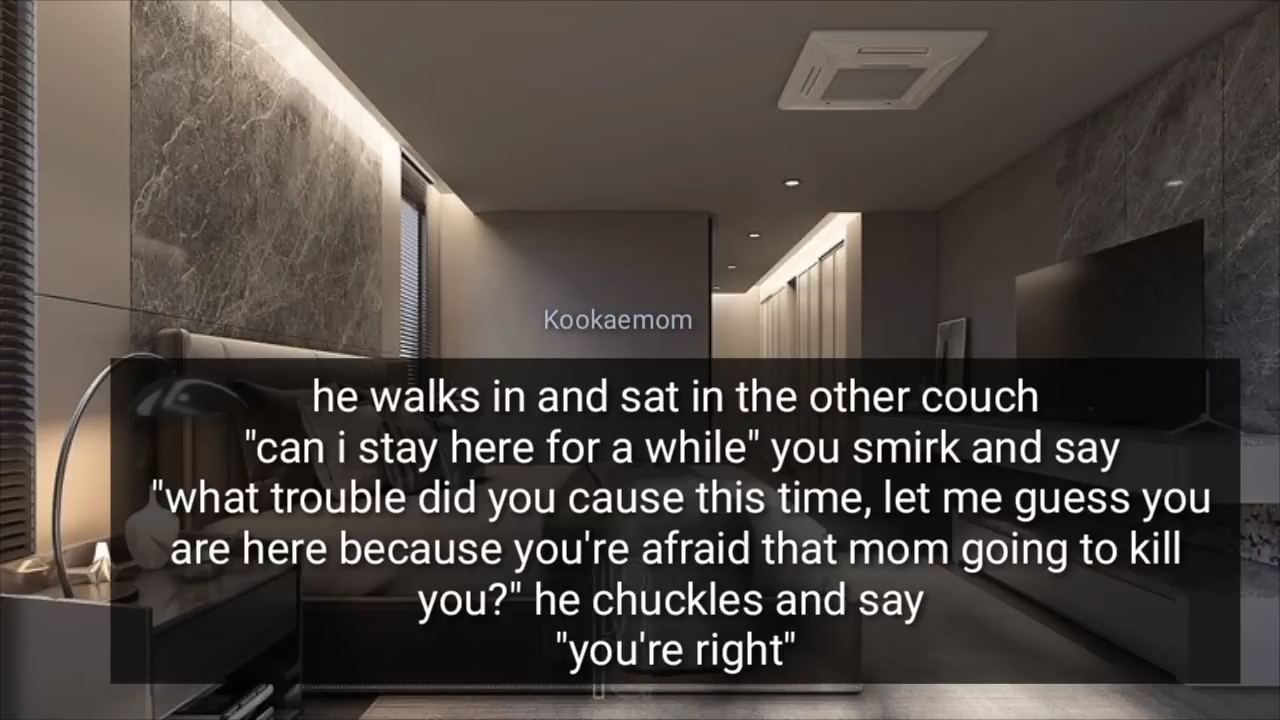 Kookaemom
he walks in and sat in the other couch
"can i stay here for a while" you smirk and say
"what trouble did you cause this time, let me guess you
are here because you're afraid that mom going to kill
you?" he chuckles and say
"you're right"